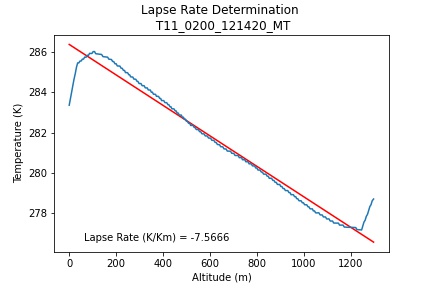 Lapse Rate Determination
T11_0200_121420_MT
Temperature (K)
286
284
282
280
278
Lapse Rate (K/Km) = -7.5666
0 200 400 600 800 1000 1200
Altitude (m)